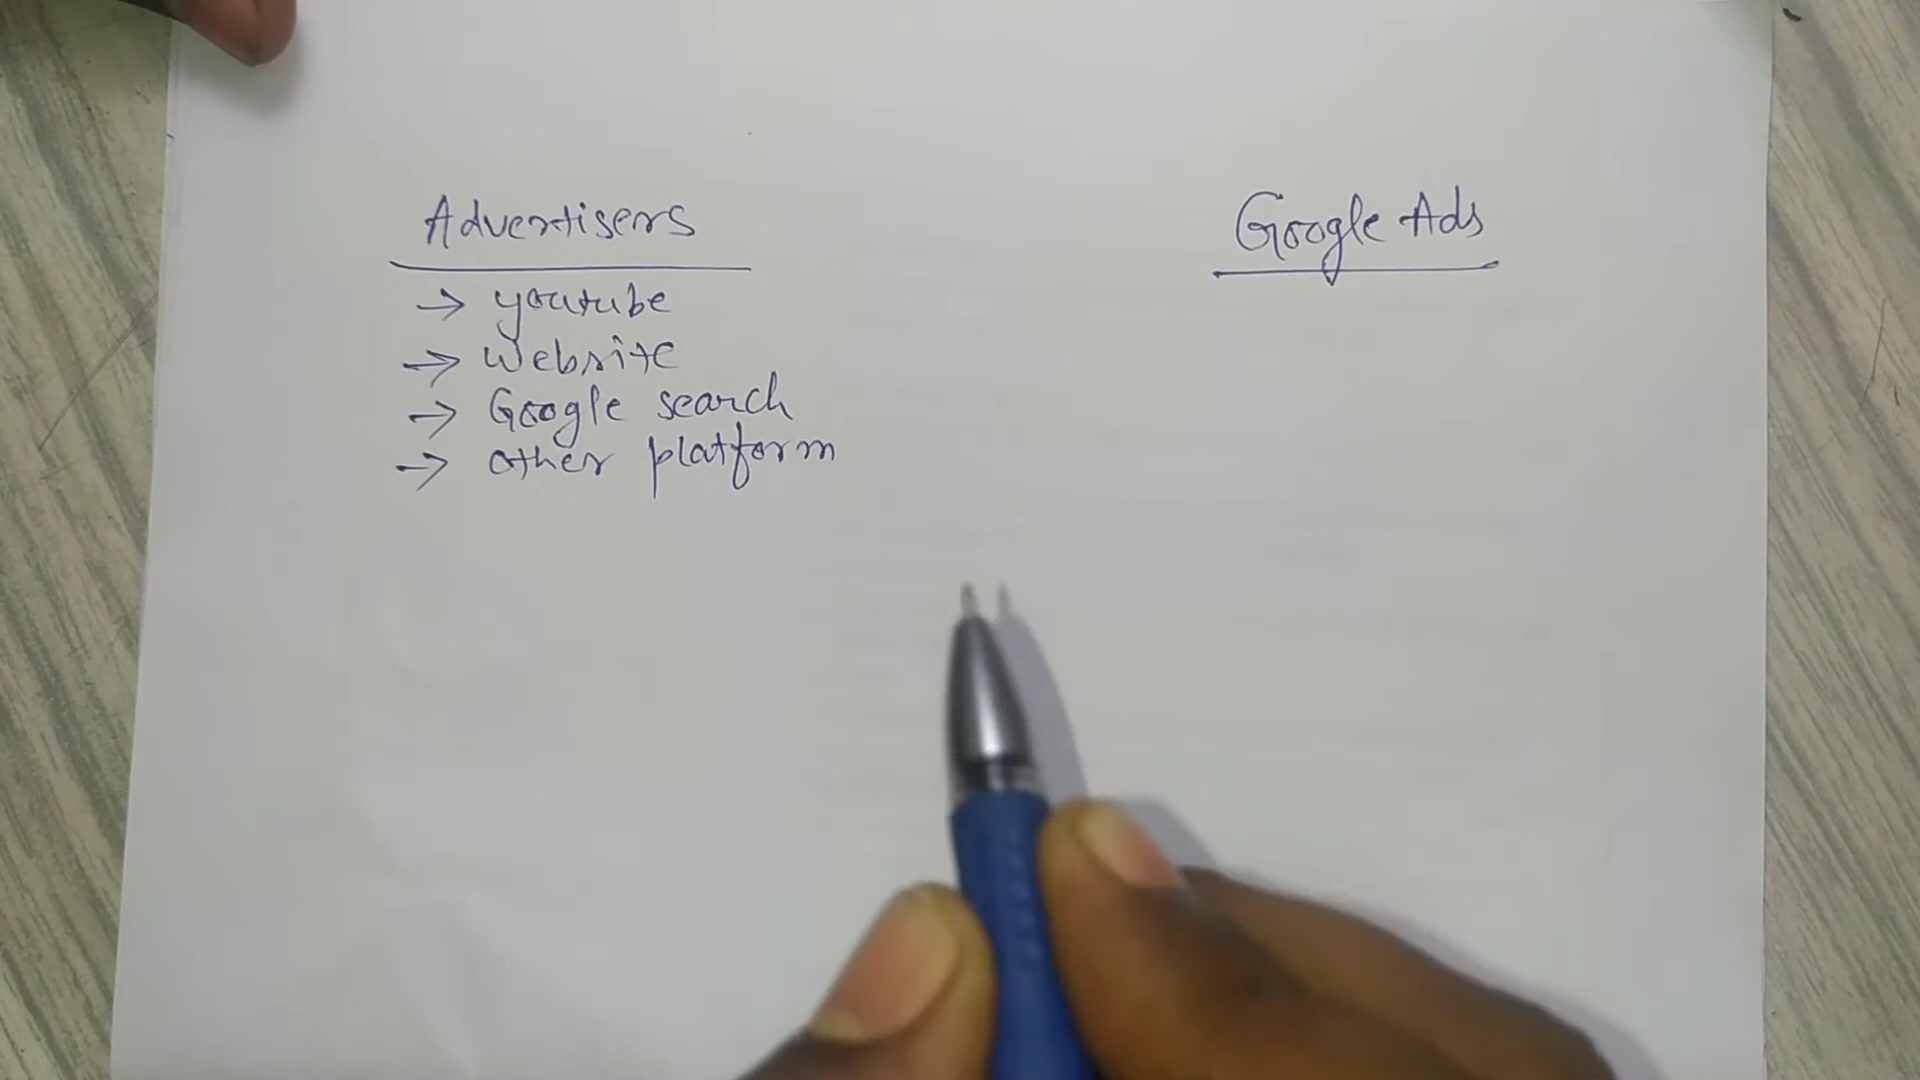 Advertisers
→ youtube
→ Website
→ Google search
→ other platform
Google Ads